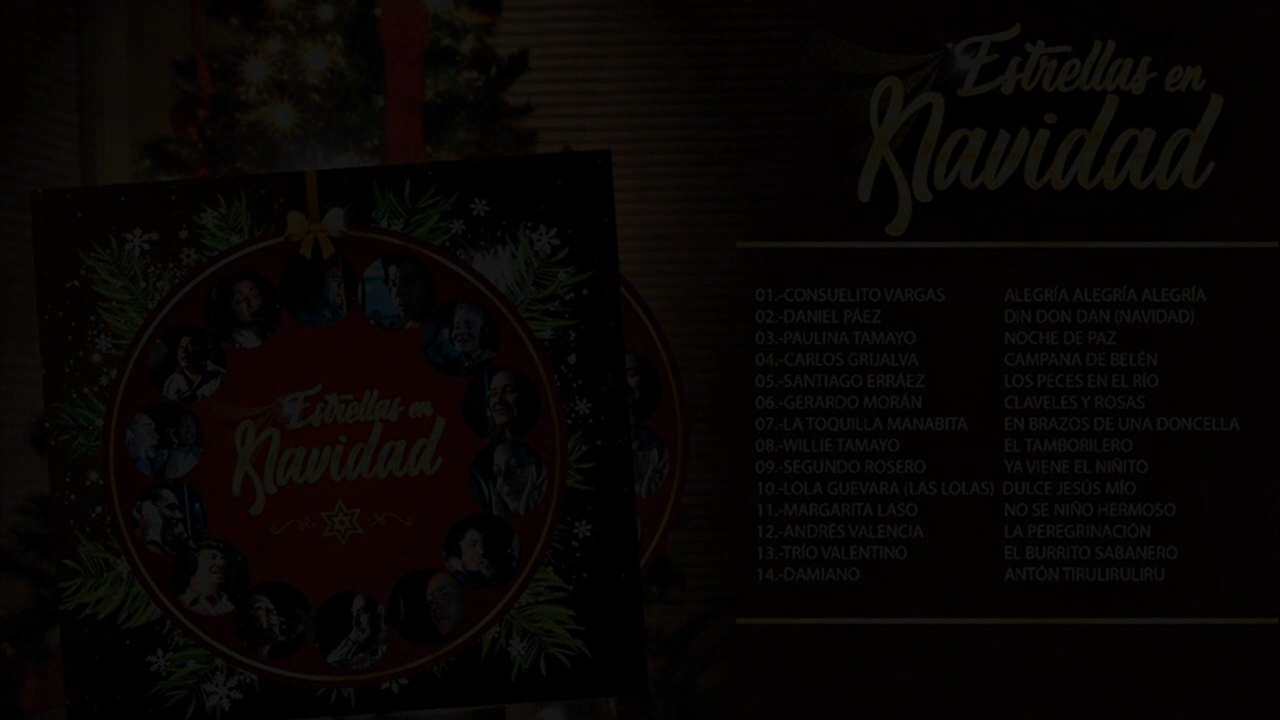 Estrellas en
Navidad
Estrellas en
Navidad
01.-CONSUELITO VARGAS ALEGRÍA ALEGRÍA ALEGRÍA
02.-DANIEL PÁEZ DIN DON DAN (NAVIDAD)
03.-PAULINA TAMAYO NOCHE DE PAZ
04.-CARLOS GRIJALVA CAMPANA DE BELÉN
05.-SANTIAGO ERRÁEZ LOS PECES EN EL RÍO
06.-GERARDO MORÁN CLAVELES Y ROSAS
07.-LA TOQUILLA MANABITA EN BRAZOS DE UNA DONCELLA
08.-WILLIE TAMAYO EL TAMBORILERO
09.-SEGUNDO ROSERO YA VIENE EL NIÑITO
10.-LOLA GUEVARA (LAS LOLAS) DULCE JESÚS MÍO
11.-MARGARITA LASO NO SE NIÑO HERMOSO
12.-ANDRÉS VALENCIA LA PEREGRINACIÓN
13.-TRÍO VALENTINO EL BURRITO SABANERO
14.-DAMIANO ANTÓN TIRULIRULIRU